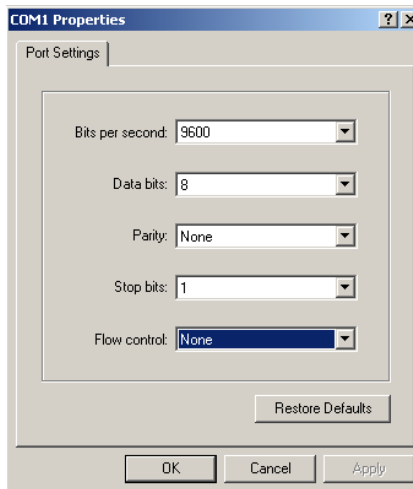 COM1 Properties
Port Settings
Bits per second: 9600
Data bits: 8
Parity: None
Stop bits: 1
Flow control: None
Restore Defaults
OK Cancel Apply